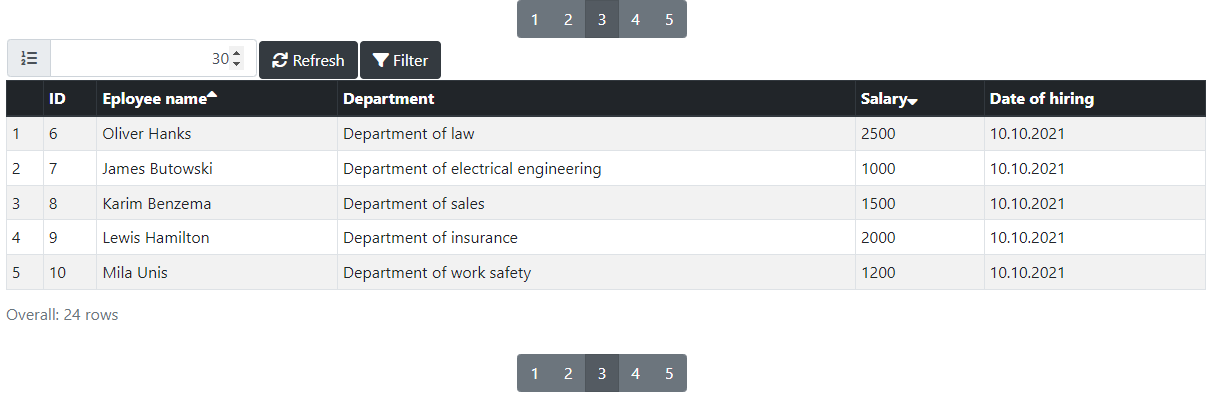 1 2 3 4 5
30 Refresh Filter
ID Eployee name Department Salary Date of hiring
1 6 Oliver Hanks Department of law 2500 10.10.2021
2 7 James Butowski Department of electrical engineering 1000 10.10.2021
3 8 Karim Benzema Department of sales 1500 10.10.2021
4 9 Lewis Hamilton Department of insurance 2000 10.10.2021
5 10 Mila Unis Department of work safety 1200 10.10.2021
Overall: 24 rows
1 2 3 4 5